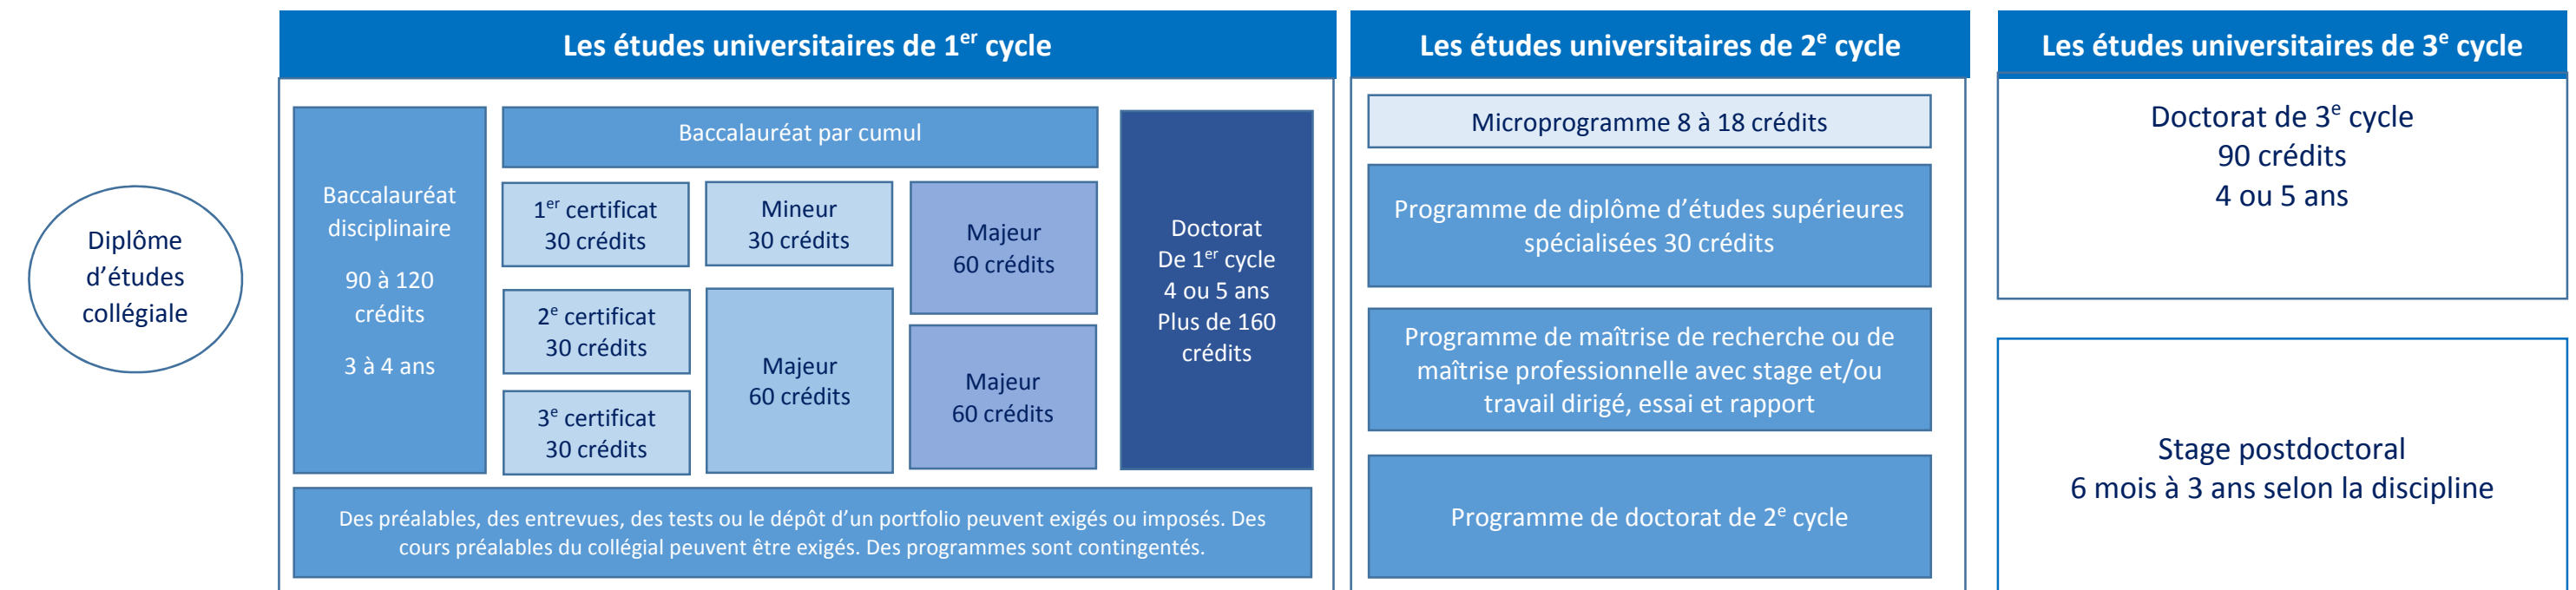 Diplôme
d'études
collégiale
Les études universitaires de 1er cycle
Baccalauréat
disciplinaire
90 à 120
crédits
3 à 4 ans
Baccalauréat par cumul
1er certificat
30 crédits
2e certificat
30 crédits
3e certificat
30 crédits
Mineur
30 crédits
Majeur
60 crédits
Majeur
60 crédits
Majeur
60 crédits
Doctorat
De 1er cycle
4 ou 5 ans
Plus de 160
crédits
Des préalables, des entrevues, des tests ou le dépôt d'un portfolio peuvent exigés ou imposés. Des
cours préalables du collégial peuvent être exigés. Des programmes sont contingentés.
Les études universitaires de 2e cycle
Microprogramme 8 à 18 crédits
Programme de diplôme d'études supérieures
spécialisées 30 crédits
Programme de maîtrise de recherche ou de
maîtrise professionnelle avec stage et/ou
travail dirigé, essai et rapport
Programme de doctorat de 2e cycle
Les études universitaires de 3e cycle
Doctorat de 3e cycle
90 crédits
4 ou 5 ans
Stage postdoctoral
6 mois à 3 ans selon la discipline